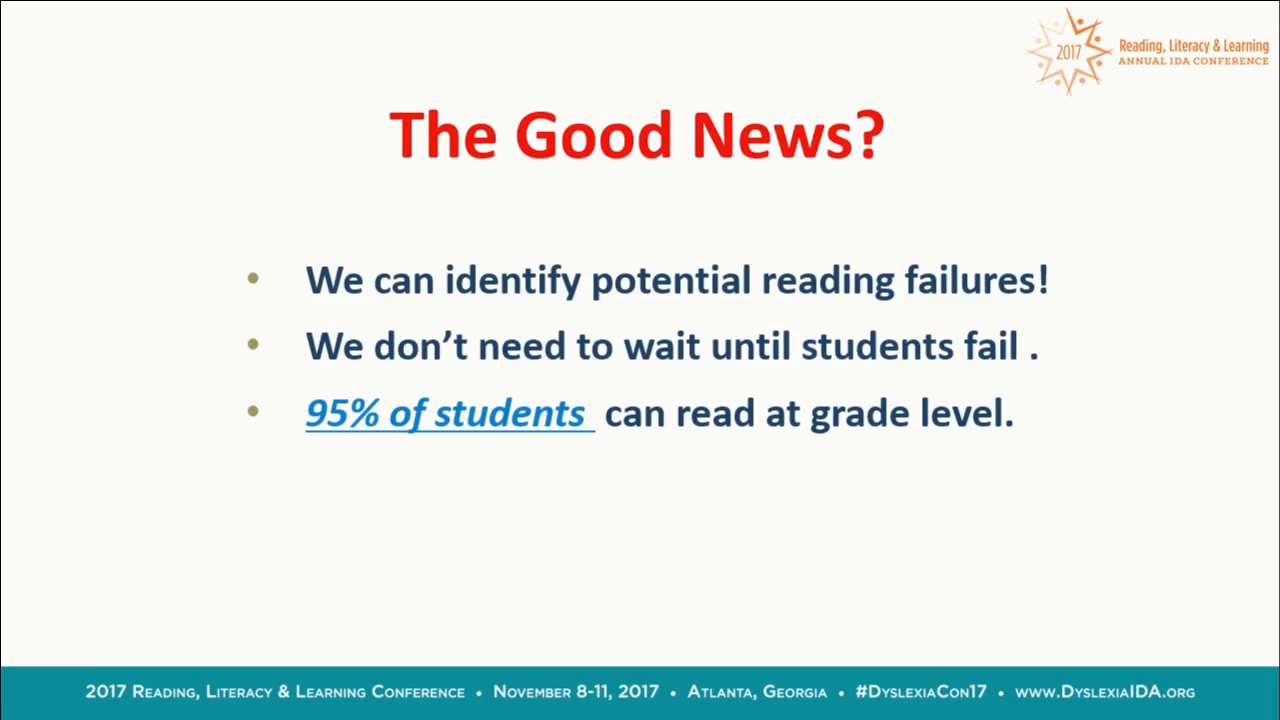 2017
Reading, Literacy & Learning
ANNUAL IDA CONFERENCE
The Good News?
• We can identify potential reading failures!
• We don’t need to wait until students fail .
• 95% of students can read at grade level.
2017 Reading, Literacy & Learning Conference • November 8-11, 2017 • Atlanta, Georgia • #DyslexiaCon17 • www.DyslexiaIDA.org